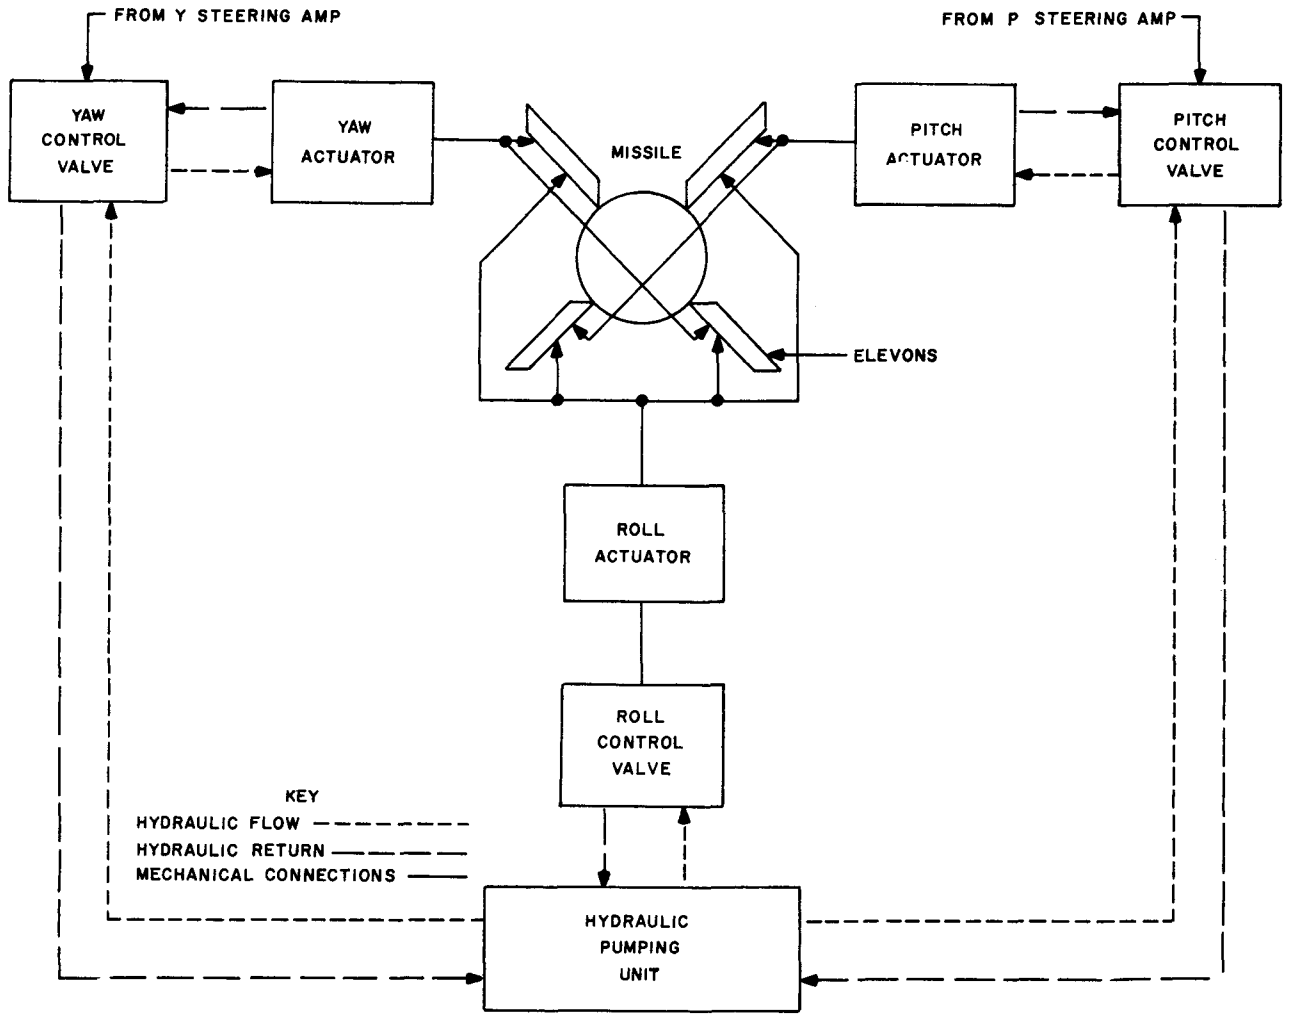 FROM Y STEERING AMP
FROM P STEERING AMP
YAW
CONTROL
VALVE
YAW
ACTUATOR
MISSILE
PITCH
ACTUATOR
PITCH
CONTROL
VALVE
ELEVONS
ROLL
ACTUATOR
ROLL
CONTROL
VALVE
KEY
HYDRAULIC FLOW
HYDRAULIC RETURN
MECHANICAL CONNECTIONS
HYDRAULIC
PUMPING
UNIT